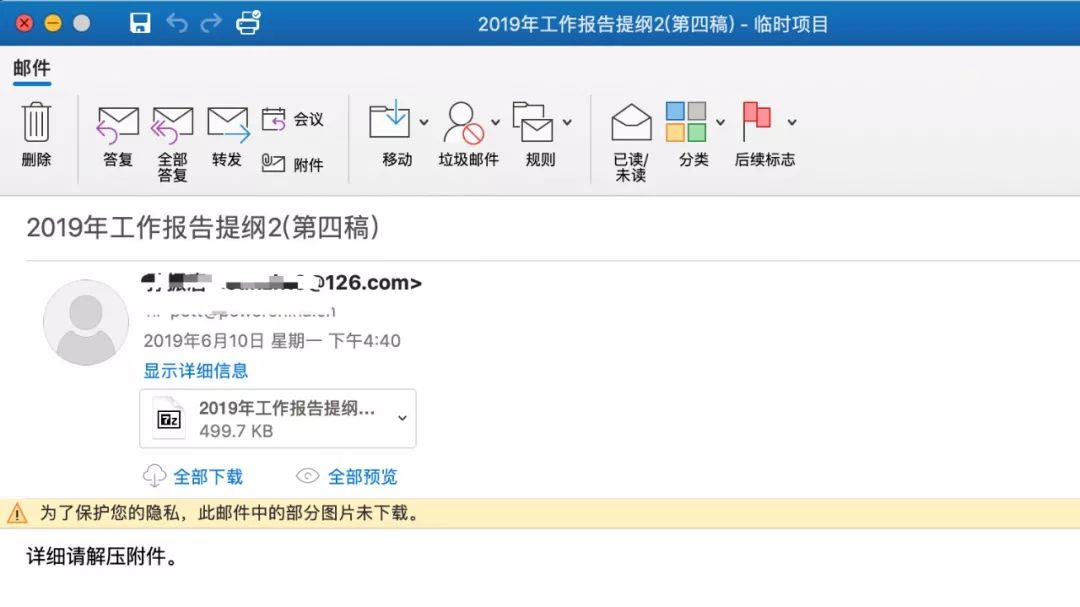 2019年工作报告提纲2(第四稿) - 临时项目
邮件
删除
答复
全部
答复
转发
会议
附件
移动
垃圾邮件
规则
已读/
未读
分类
后续标志
2019年工作报告提纲2(第四稿)
@126.com>
2019年6月10日 星期一 下午4:40
显示详细信息
7z
2019年工作报告提纲...
499.7 KB
全部下载
全部预览
为了保护您的隐私，此邮件中的部分图片未下载。
详细请解压附件。